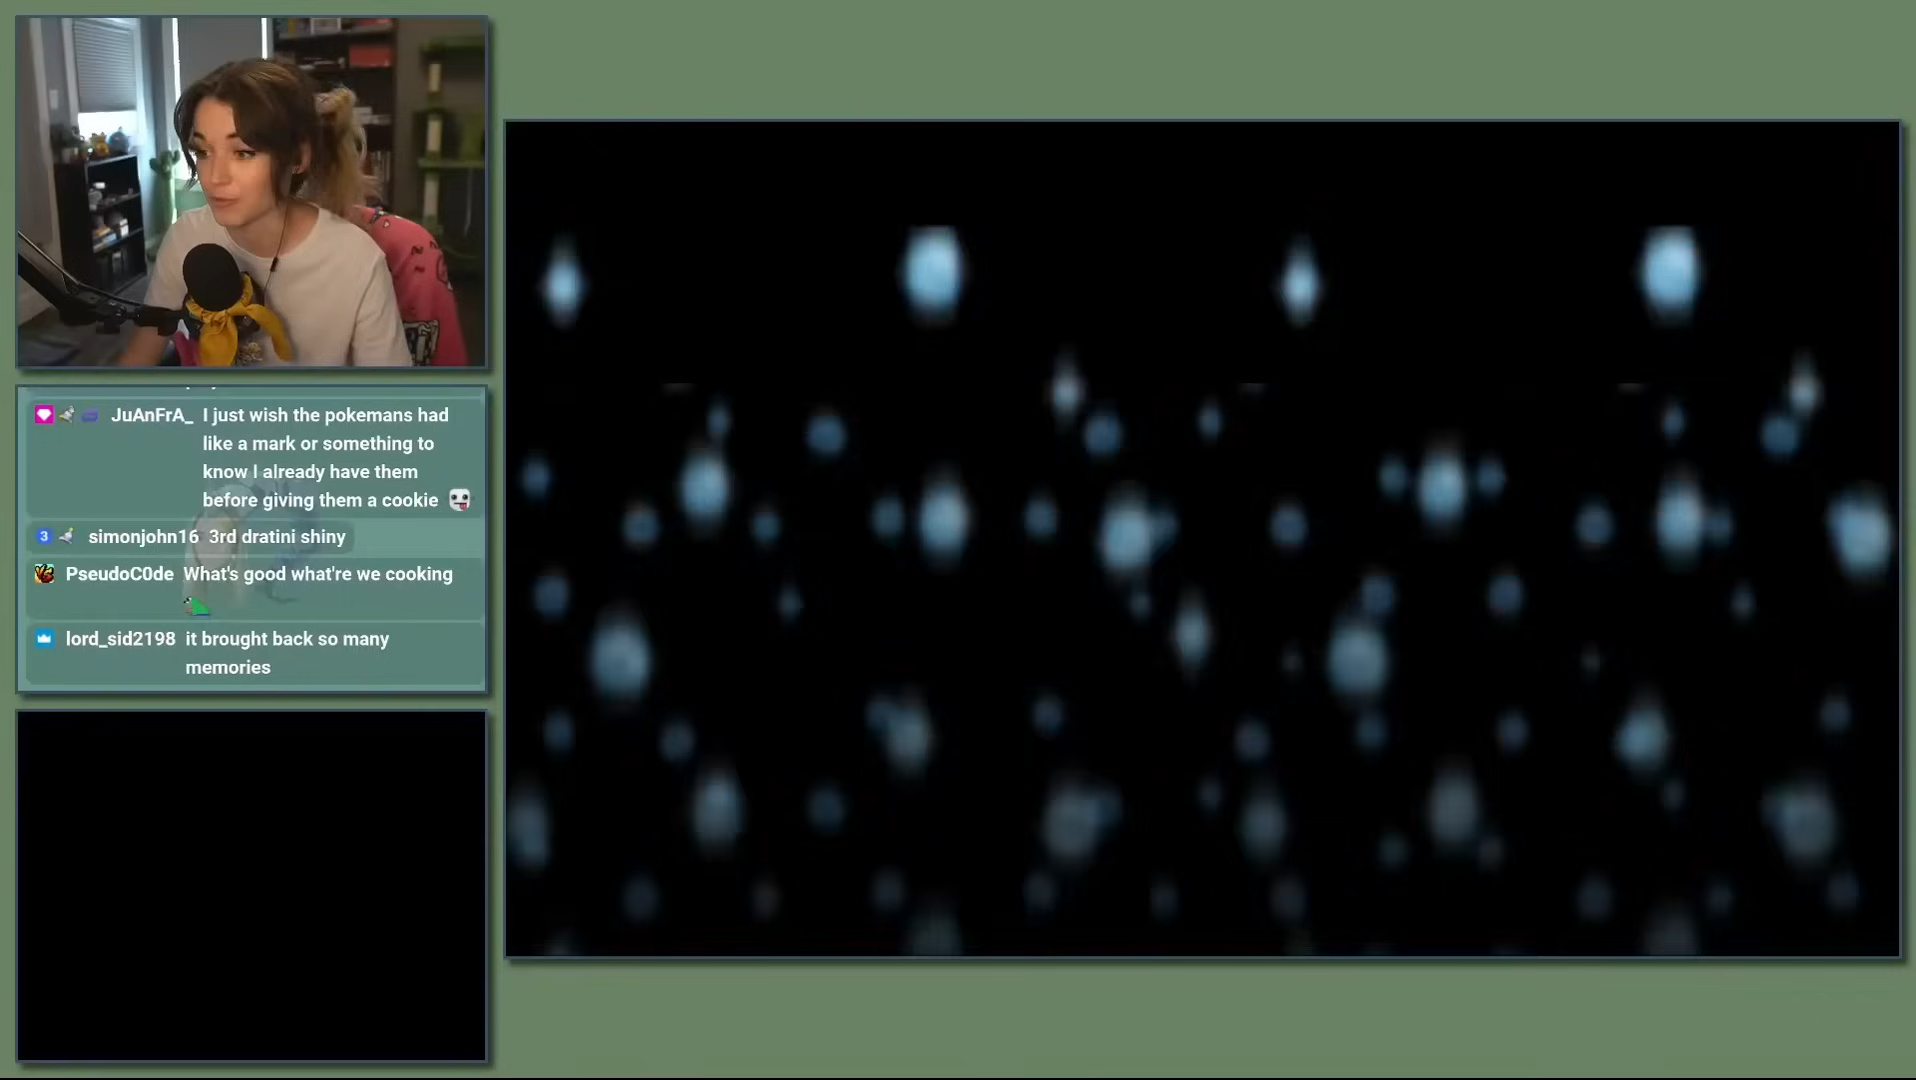 JuAnFrA_ I just wish the pokemans had
like a mark or something to
know I already have them
before giving them a cookie
3 simonjohn16 3rd dratini shiny
PseudoC0de What's good what're we cooking
lord_sid2198 it brought back so many
memories